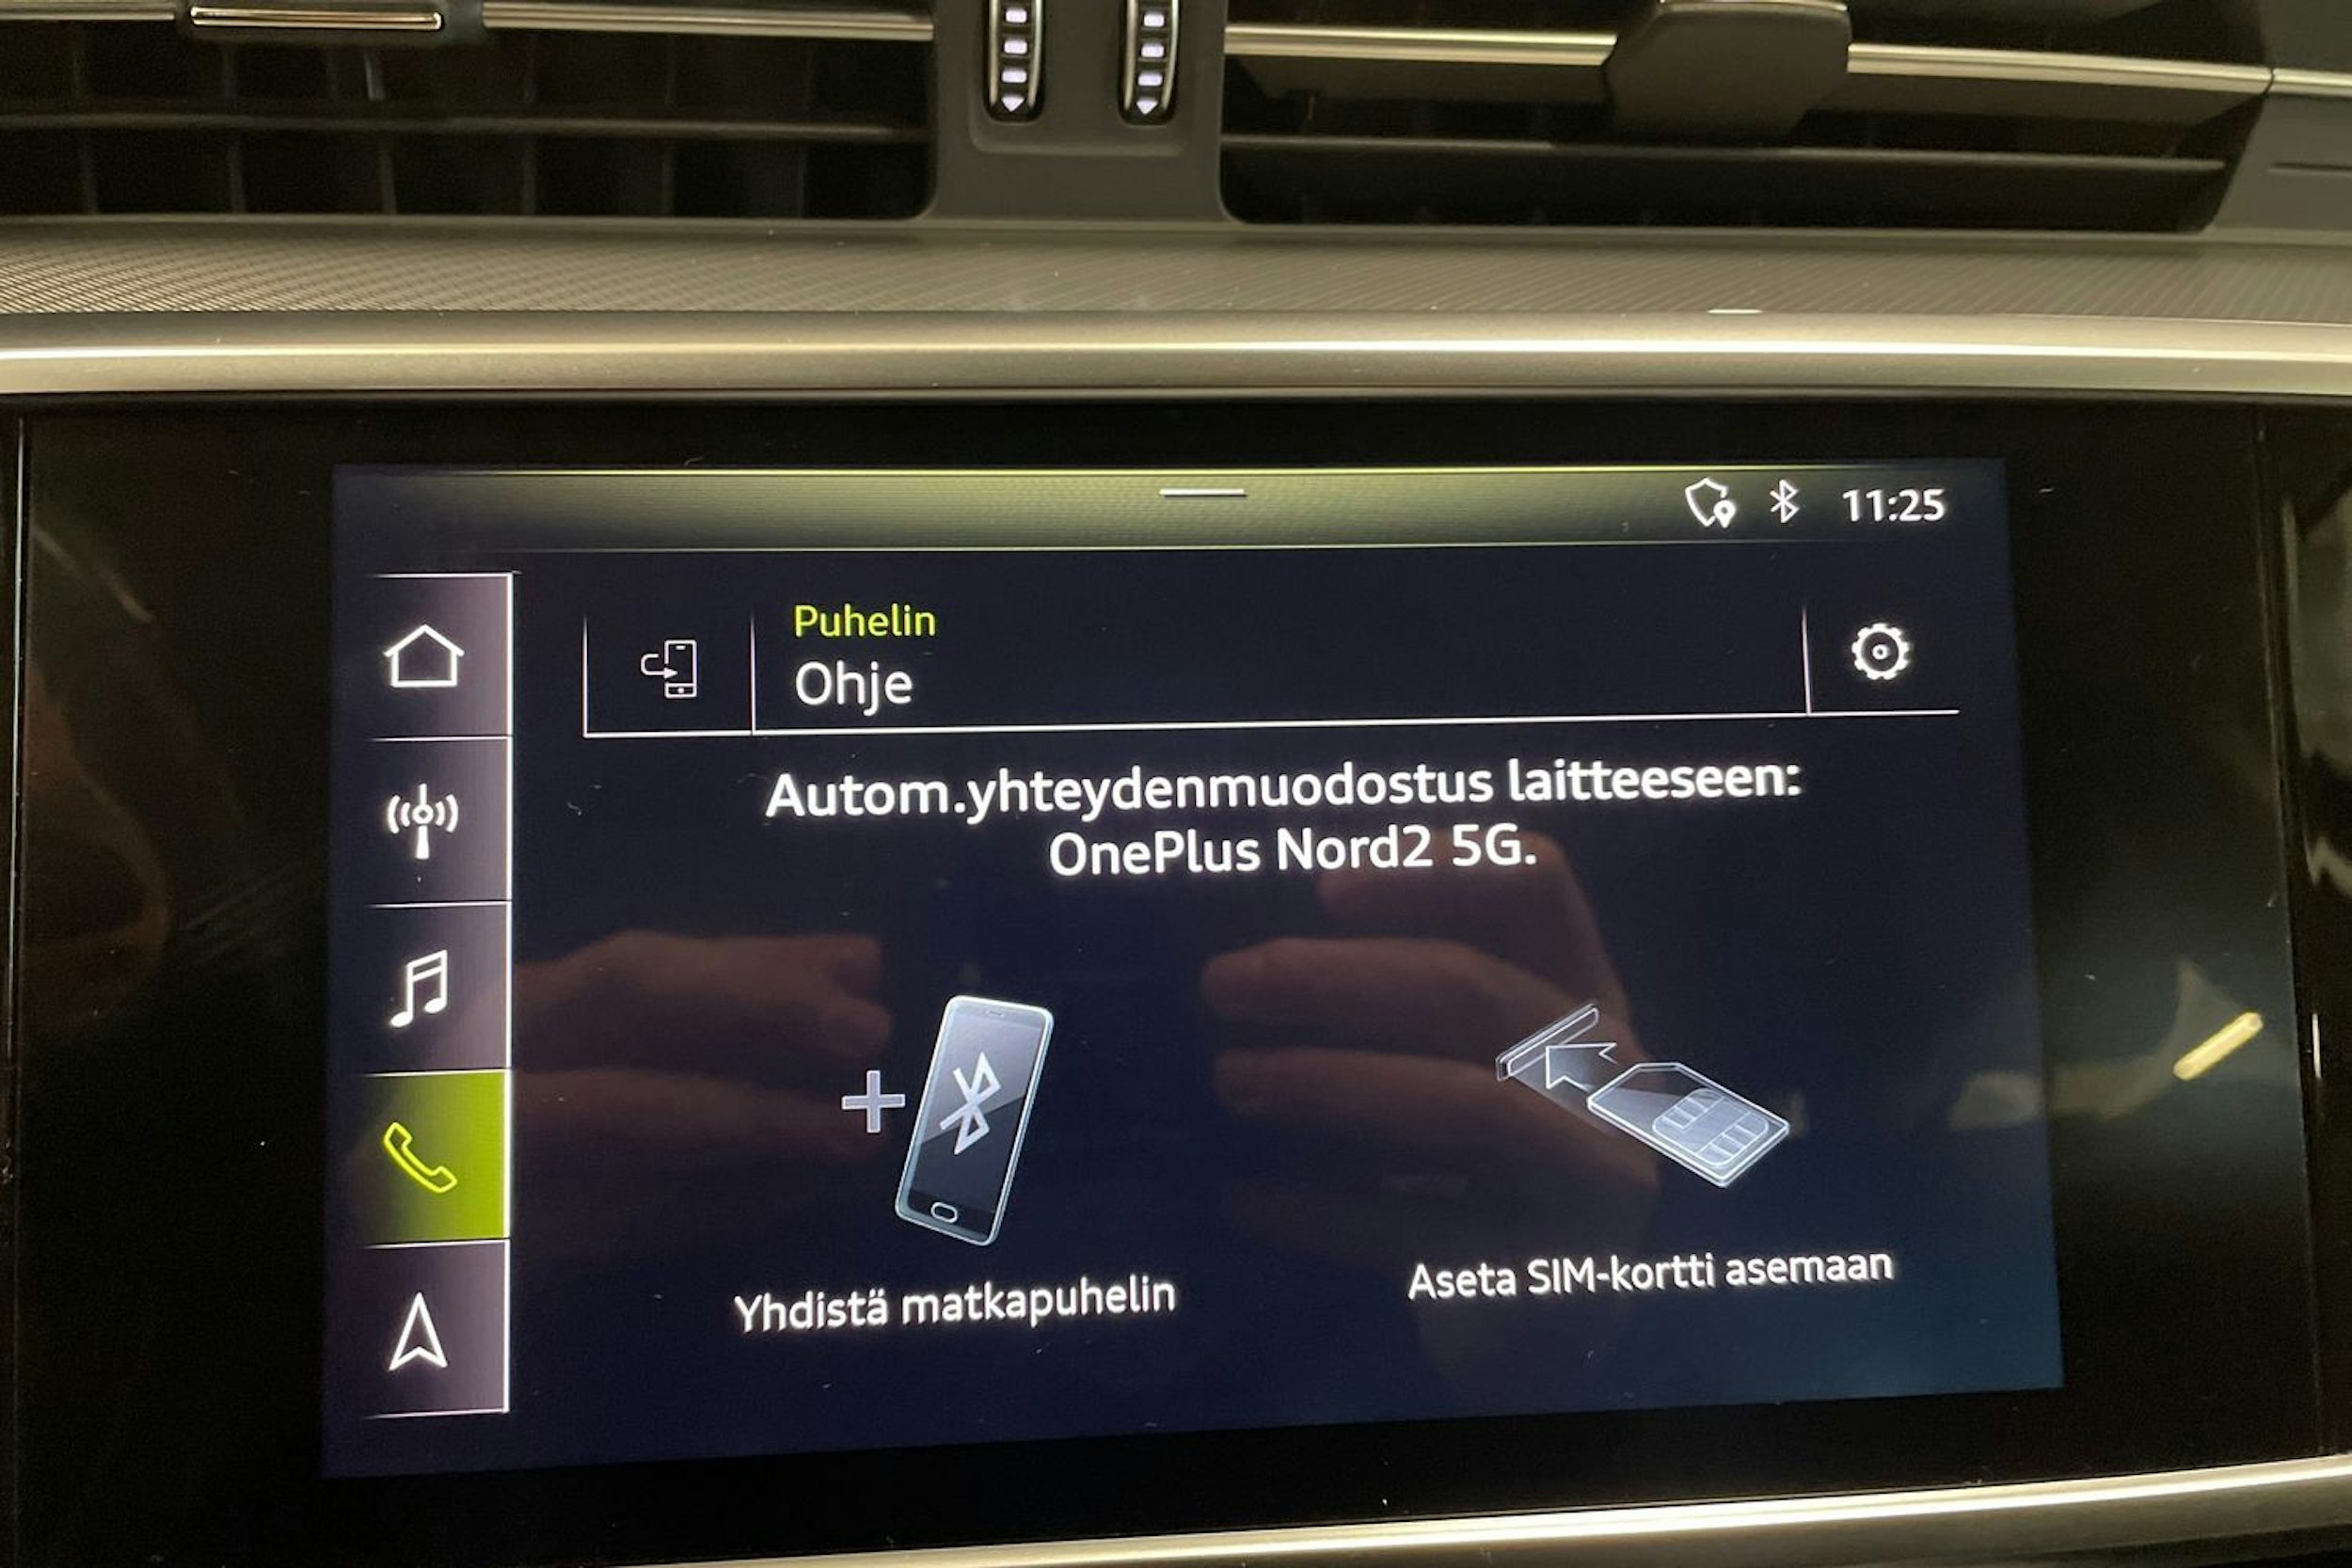 11:25
Puhelin
Ohje
Autom.yhteydenmuodostus laitteeseen:
OnePlus Nord2 5G.
Yhdistä matkapuhelin
Aseta SIM-kortti asemaan